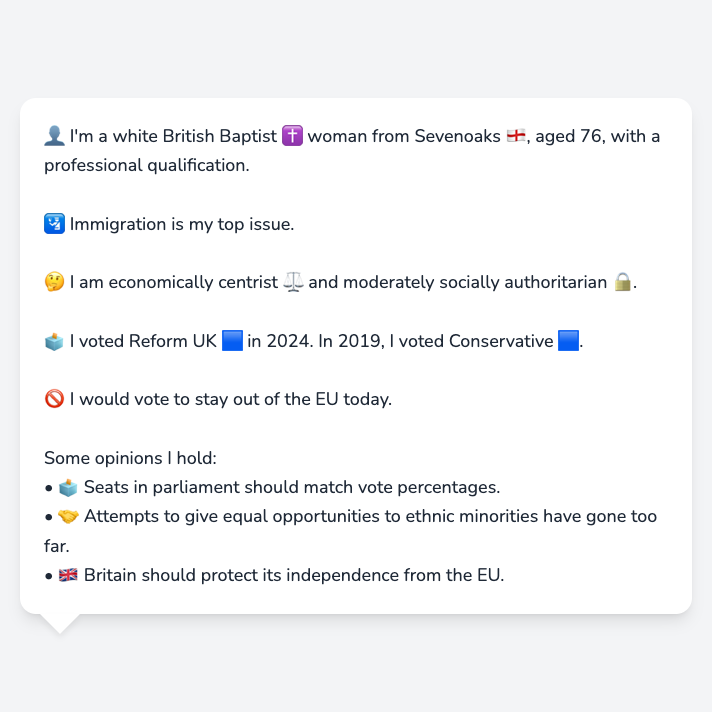 👤 I'm a white British Baptist ✝️ woman from Sevenoaks 🏴󠁧󠁢󠁥󠁮󠁧󠁿, aged 76, with a
professional qualification.
🛂 Immigration is my top issue.
🤔 I am economically centrist ⚖️ and moderately socially authoritarian 🔒.
🗳️ I voted Reform UK 🟦 in 2024. In 2019, I voted Conservative 🟦.
🚫 I would vote to stay out of the EU today.
Some opinions I hold:
• 🗳️ Seats in parliament should match vote percentages.
• 🤝 Attempts to give equal opportunities to ethnic minorities have gone too
far.
• 🇬🇧 Britain should protect its independence from the EU.